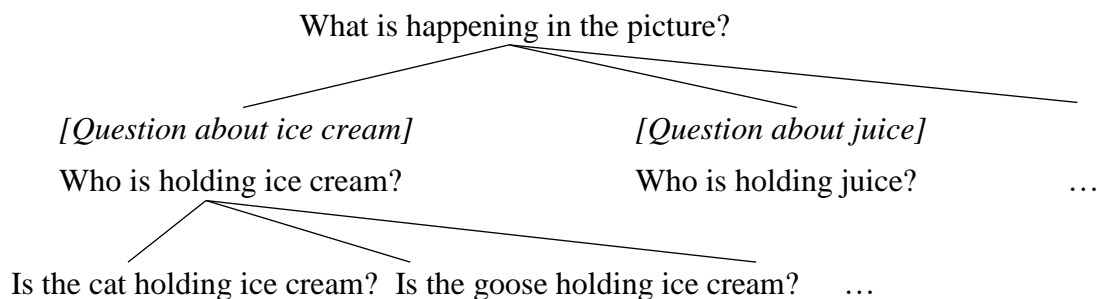 What is happening in the picture?
[Question about ice cream] [Question about juice]
Who is holding ice cream? Who is holding juice? …
Is the cat holding ice cream? Is the goose holding ice cream? …